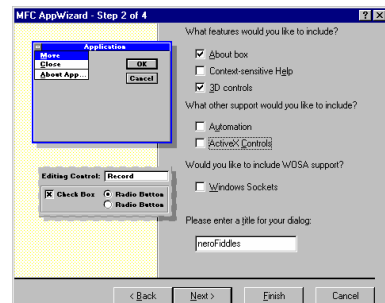 MFC AppWizard - Step 2 of 4
Application
Move
Close
About App...
OK
Cancel
Editing Control: Record
Check Box
Radio Button
Radio Button
What features would you like to include?
About box
Context-sensitive Help
3D controls
What other support would you like to include?
Automation
ActiveX Controls
Would you like to include WOSA support?
Windows Sockets
Please enter a title for your dialog:
neroFiddles
< Back
Next >
Finish
Cancel